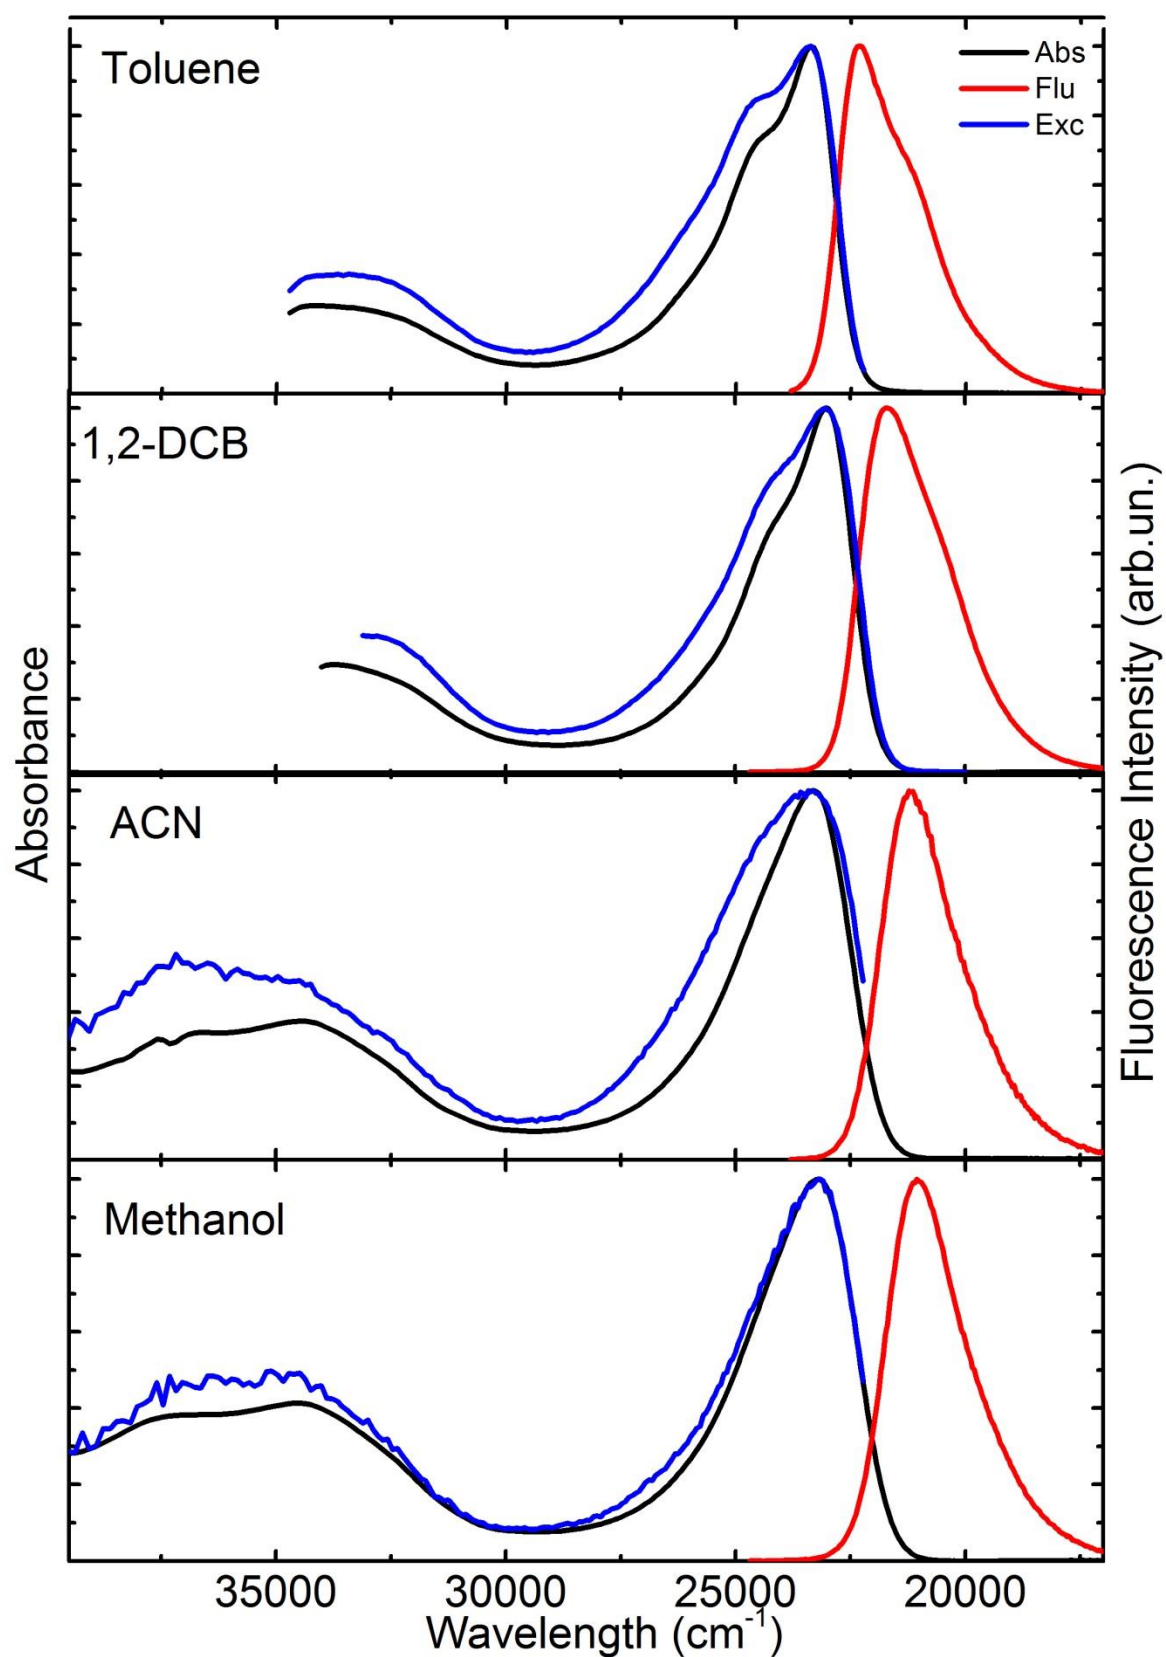 Toluene
Abs
Flu
Exc
1,2-DCB
ACN
Methanol
Absorbance
Fluorescence Intensity (arb.un.)
35000 30000 25000 20000
Wavelength (cm⁻¹)